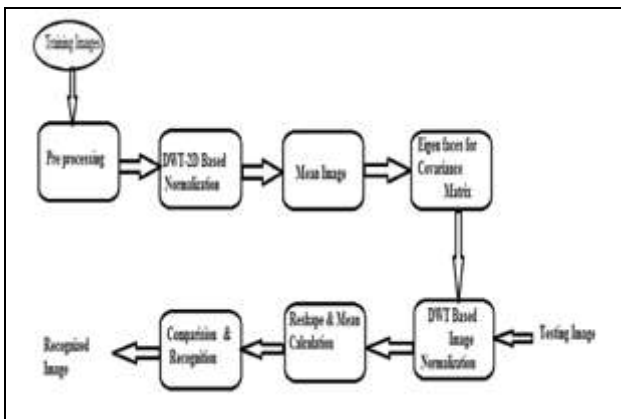 Training Images
Pre processing
DWT-2D Based
Normalization
Mean Image
Eigen faces for
Covariance
Matrix
DWT Based
Image
Normalization
Testing Image
Reshape & Mean
Calculation
Comparision &
Recognition
Recognized
Image